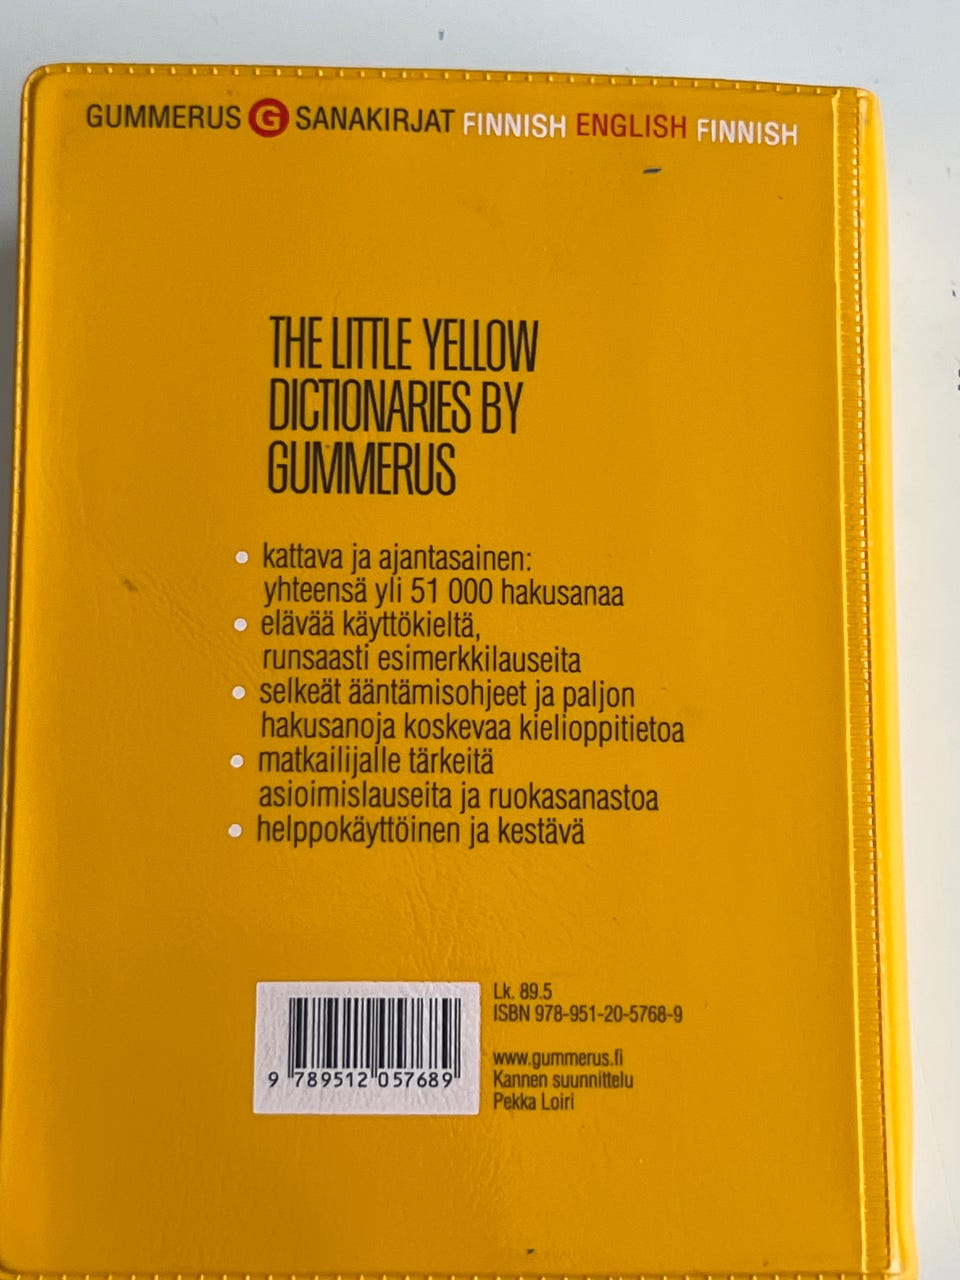 GUMMERUS G SANAKIRJAT FINNISH ENGLISH FINNISH
THE LITTLE YELLOW
DICTIONARIES BY
GUMMERUS
• kattava ja ajantasainen:
yhteensä yli 51 000 hakusanaa
• elävää käyttökieltä,
runsaasti esimerkkilauseita
• selkeät ääntämisohjeet ja paljon
hakusanoja koskevaa kielioppitietoa
• matkailijalle tärkeitä
asioimislauseita ja ruokasanastoa
• helppokäyttöinen ja kestävä
Lk. 89.5
ISBN 978-951-20-5768-9
www.gummerus.fi
Kannen suunnittelu
Pekka Loiri
9 789512 057689